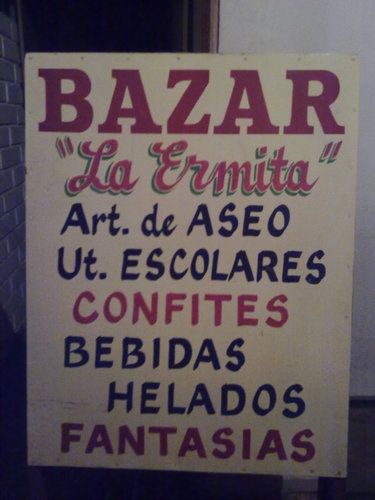 BAZAR
"La Ermita"
Art. de ASEO
Ut. ESCOLARES
CONFITES
BEBIDAS
HELADOS
FANTASIAS